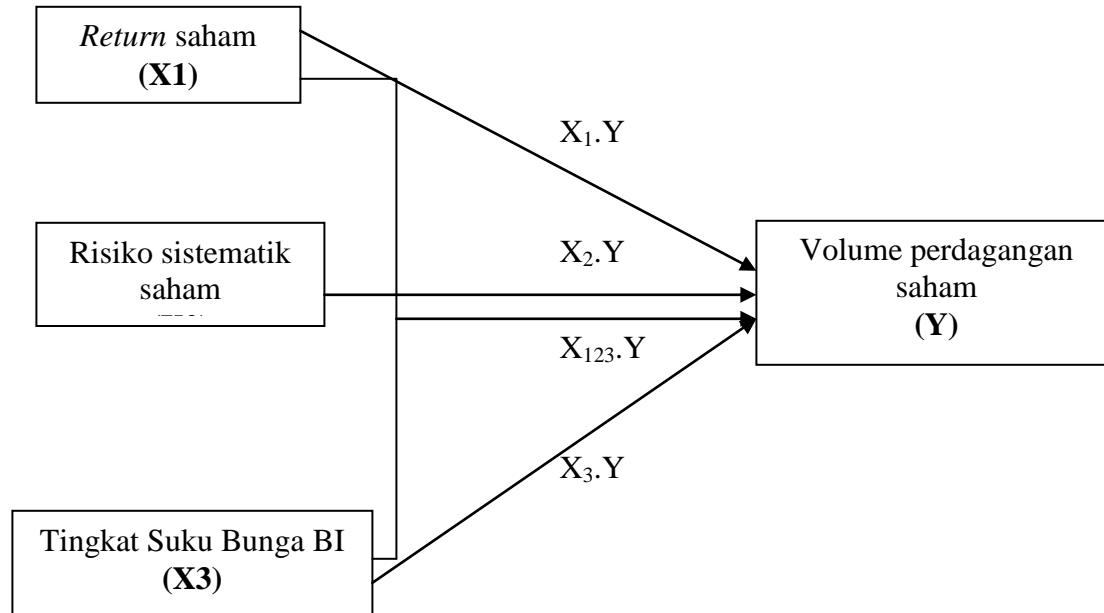 Return saham
(X1)
X₁.Y
Risiko sistematik
saham
X₂.Y
Volume perdagangan
saham
(Y)
X₁₂₃.Y
X₃.Y
Tingkat Suku Bunga BI
(X3)